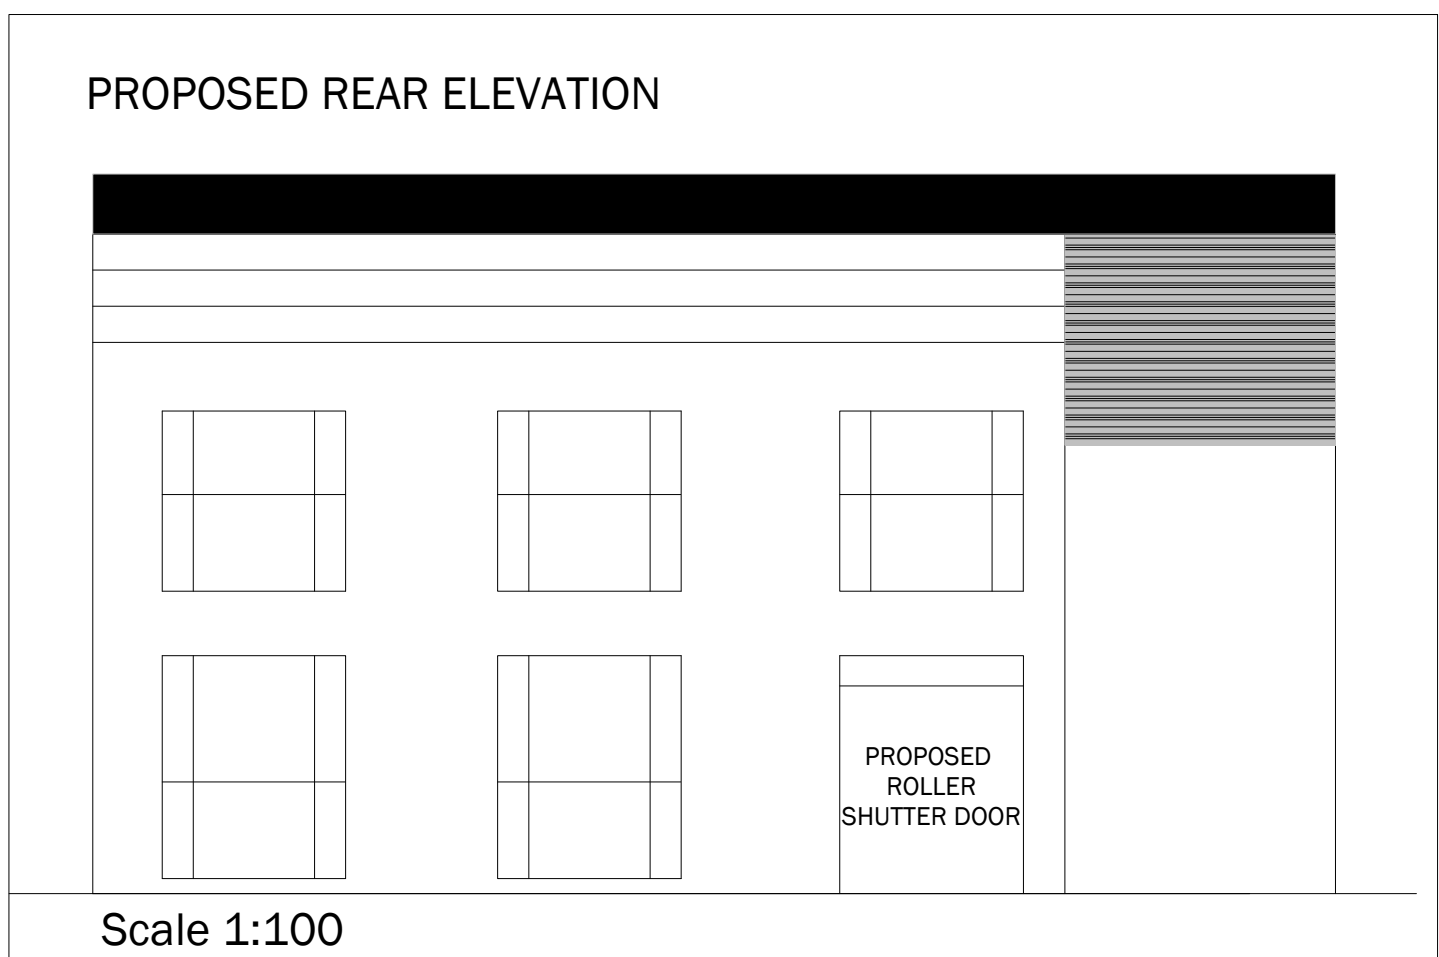 PROPOSED REAR ELEVATION
PROPOSED
ROLLER
SHUTTER DOOR
Scale 1:100